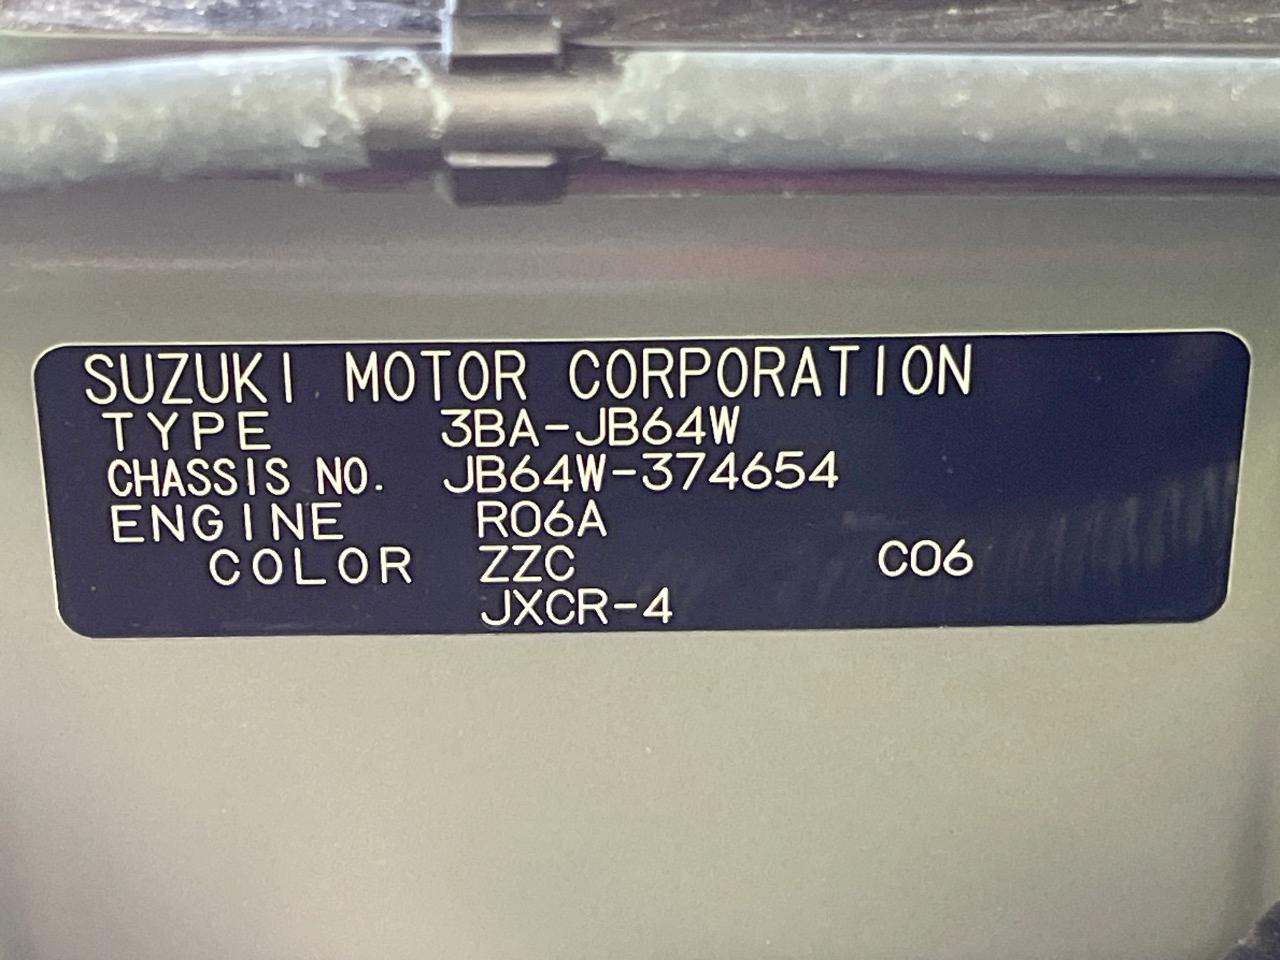 SUZUKI MOTOR CORPORATION
TYPE 3BA-JB64W
CHASSIS NO. JB64W-374654
ENGINE R06A
COLOR ZZC C06
JXCR-4